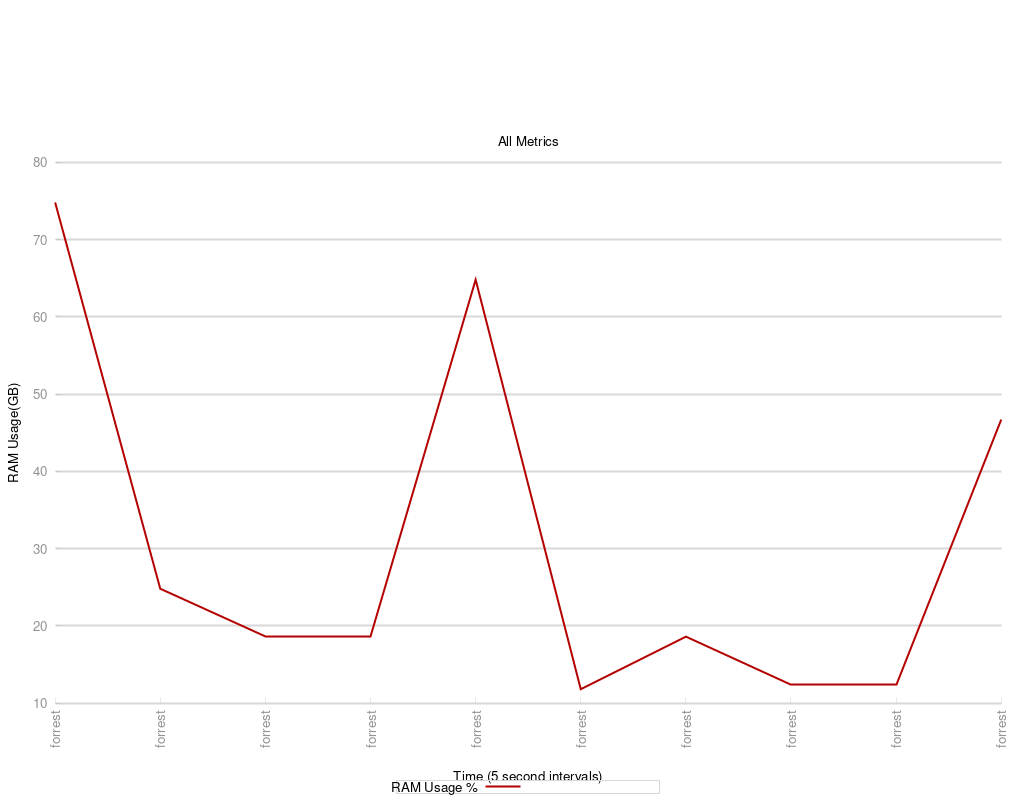 All Metrics
80
70
60
50
40
30
20
10
RAM Usage(GB)
forrest forrest forrest forrest forrest forrest forrest forrest forrest forrest
Time (5 second intervals)
RAM Usage %